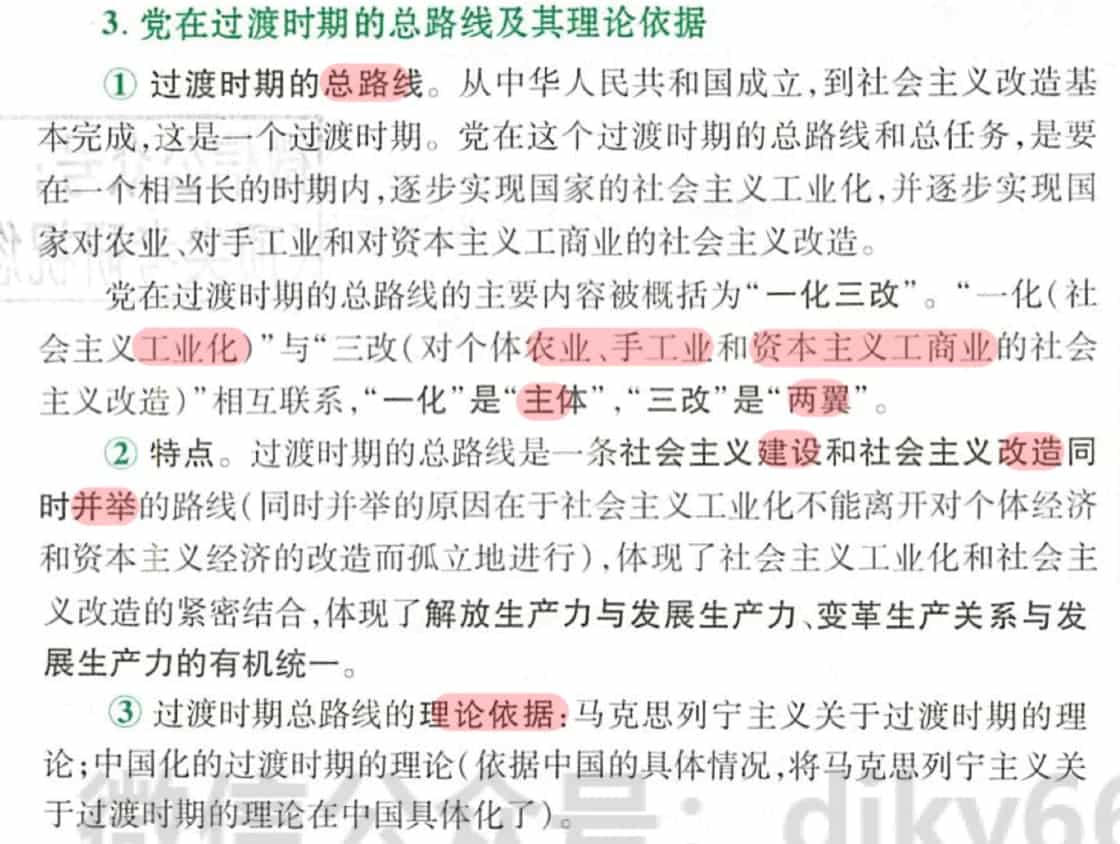 3. 党在过渡时期的总路线及其理论依据
① 过渡时期的总路线。从中华人民共和国成立,到社会主义改造基
本完成,这是一个过渡时期。党在这个过渡时期的总路线和总任务,是要
在一个相当长的时期内,逐步实现国家的社会主义工业化,并逐步实现国
家对农业、对手工业和对资本主义工商业的社会主义改造。
党在过渡时期的总路线的主要内容被概括为“一化三改”。“一化(社
会主义工业化)”与“三改(对个体农业、手工业和资本主义工商业的社会
主义改造)”相互联系,“一化”是“主体”,“三改”是“两翼”。
② 特点。过渡时期的总路线是一条社会主义建设和社会主义改造同
时并举的路线(同时并举的原因在于社会主义工业化不能离开对个体经济
和资本主义经济的改造而孤立地进行),体现了社会主义工业化和社会主
义改造的紧密结合,体现了解放生产力与发展生产力、变革生产关系与发
展生产力的有机统一。
③ 过渡时期总路线的理论依据:马克思列宁主义关于过渡时期的理
论;中国化的过渡时期的理论(依据中国的具体情况,将马克思列宁主义关
于过渡时期的理论在中国具体化了)。
微信公众号: djky66